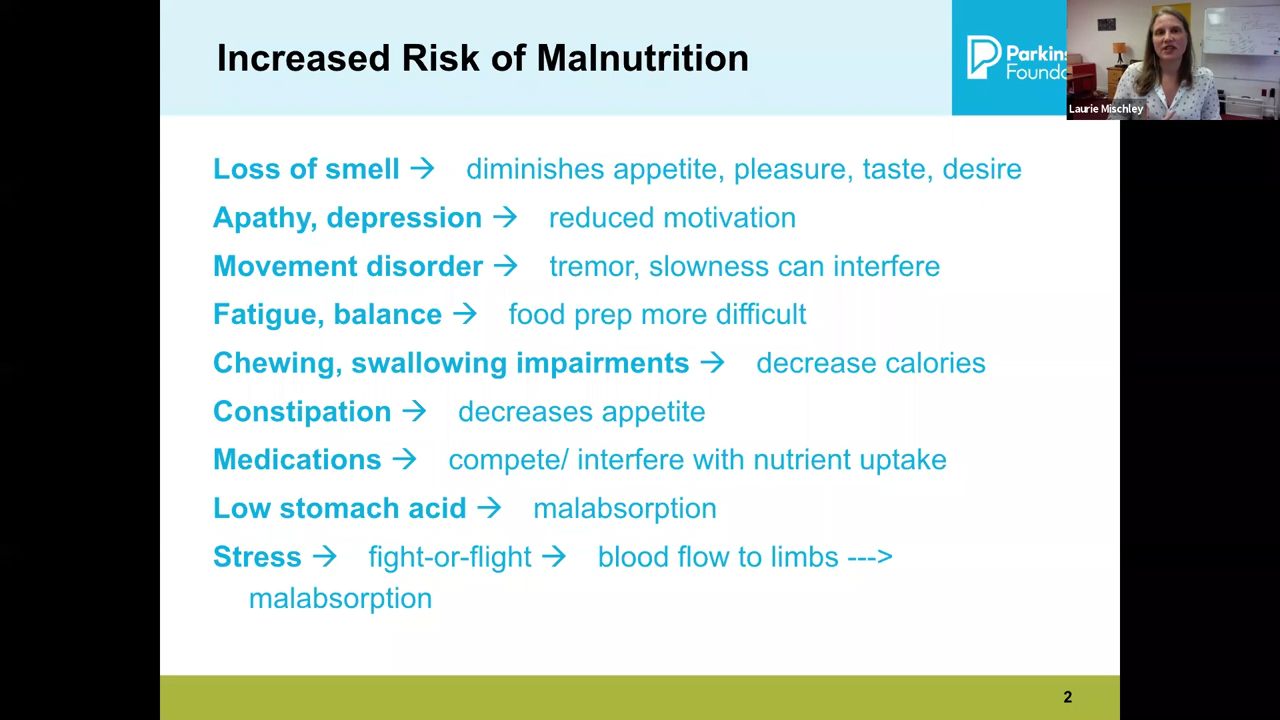 Increased Risk of Malnutrition
Parkins
Founda
Laurie Mischley
Loss of smell → diminishes appetite, pleasure, taste, desire
Apathy, depression → reduced motivation
Movement disorder → tremor, slowness can interfere
Fatigue, balance → food prep more difficult
Chewing, swallowing impairments → decrease calories
Constipation → decreases appetite
Medications → compete/ interfere with nutrient uptake
Low stomach acid → malabsorption
Stress → fight-or-flight → blood flow to limbs --->
malabsorption
2